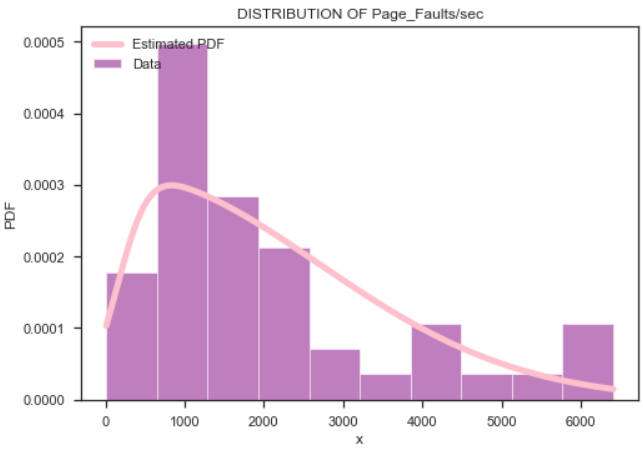 DISTRIBUTION OF Page_Faults/sec
Estimated PDF
Data
0.0005
0.0004
0.0003
0.0002
0.0001
0.0000
PDF
0 1000 2000 3000 4000 5000 6000
x